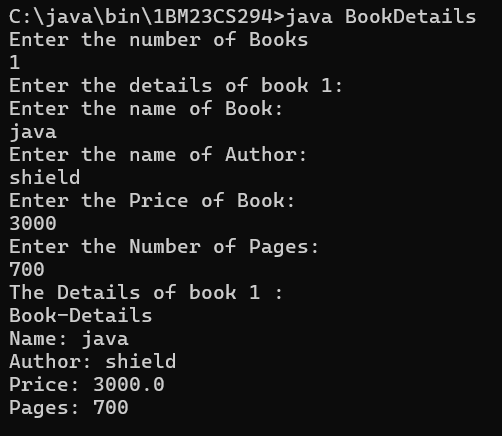 C:\java\bin\1BM23CS294>java BookDetails
Enter the number of Books
1
Enter the details of book 1:
Enter the name of Book:
java
Enter the name of Author:
shield
Enter the Price of Book:
3000
Enter the Number of Pages:
700
The Details of book 1 :
Book-Details
Name: java
Author: shield
Price: 3000.0
Pages: 700